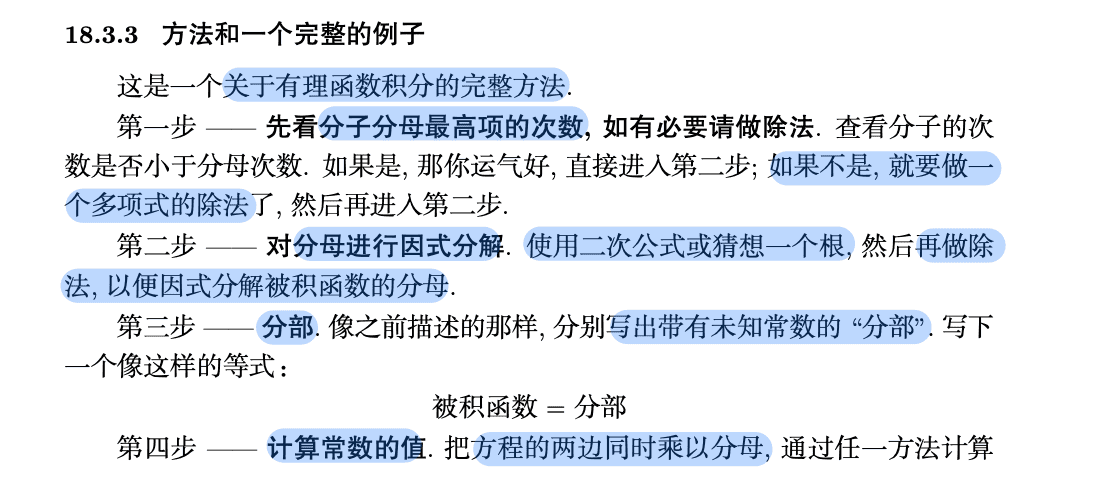 18.3.3 方法和一个完整的例子
这是一个关于有理函数积分的完整方法.
第一步 —— 先看分子分母最高项的次数, 如有必要请做除法. 查看分子的次
数是否小于分母次数. 如果是, 那你运气好, 直接进入第二步; 如果不是, 就要做一
个多项式的除法了, 然后再进入第二步.
第二步 —— 对分母进行因式分解. 使用二次公式或猜想一个根, 然后再做除
法, 以便因式分解被积函数的分母.
第三步 —— 分部. 像之前描述的那样, 分别写出带有未知常数的 “分部”. 写下
一个像这样的等式:
被积函数 = 分部
第四步 —— 计算常数的值. 把方程的两边同时乘以分母, 通过任一方法计算